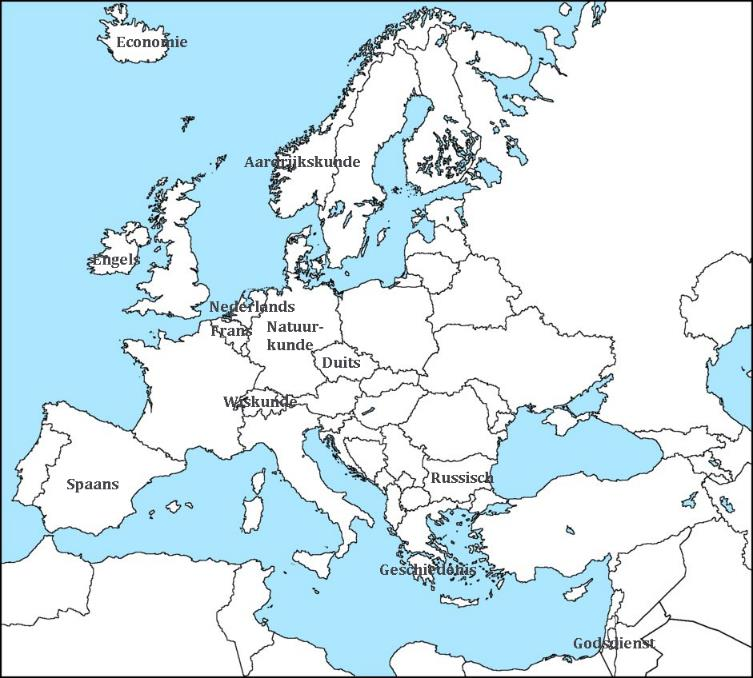 Economie
Aardrijkskunde
Engels
Nederlands
Frans
Natuur-
kunde
Duits
Wiskunde
Spaans
Russisch
Geschiedenis
Godsdienst